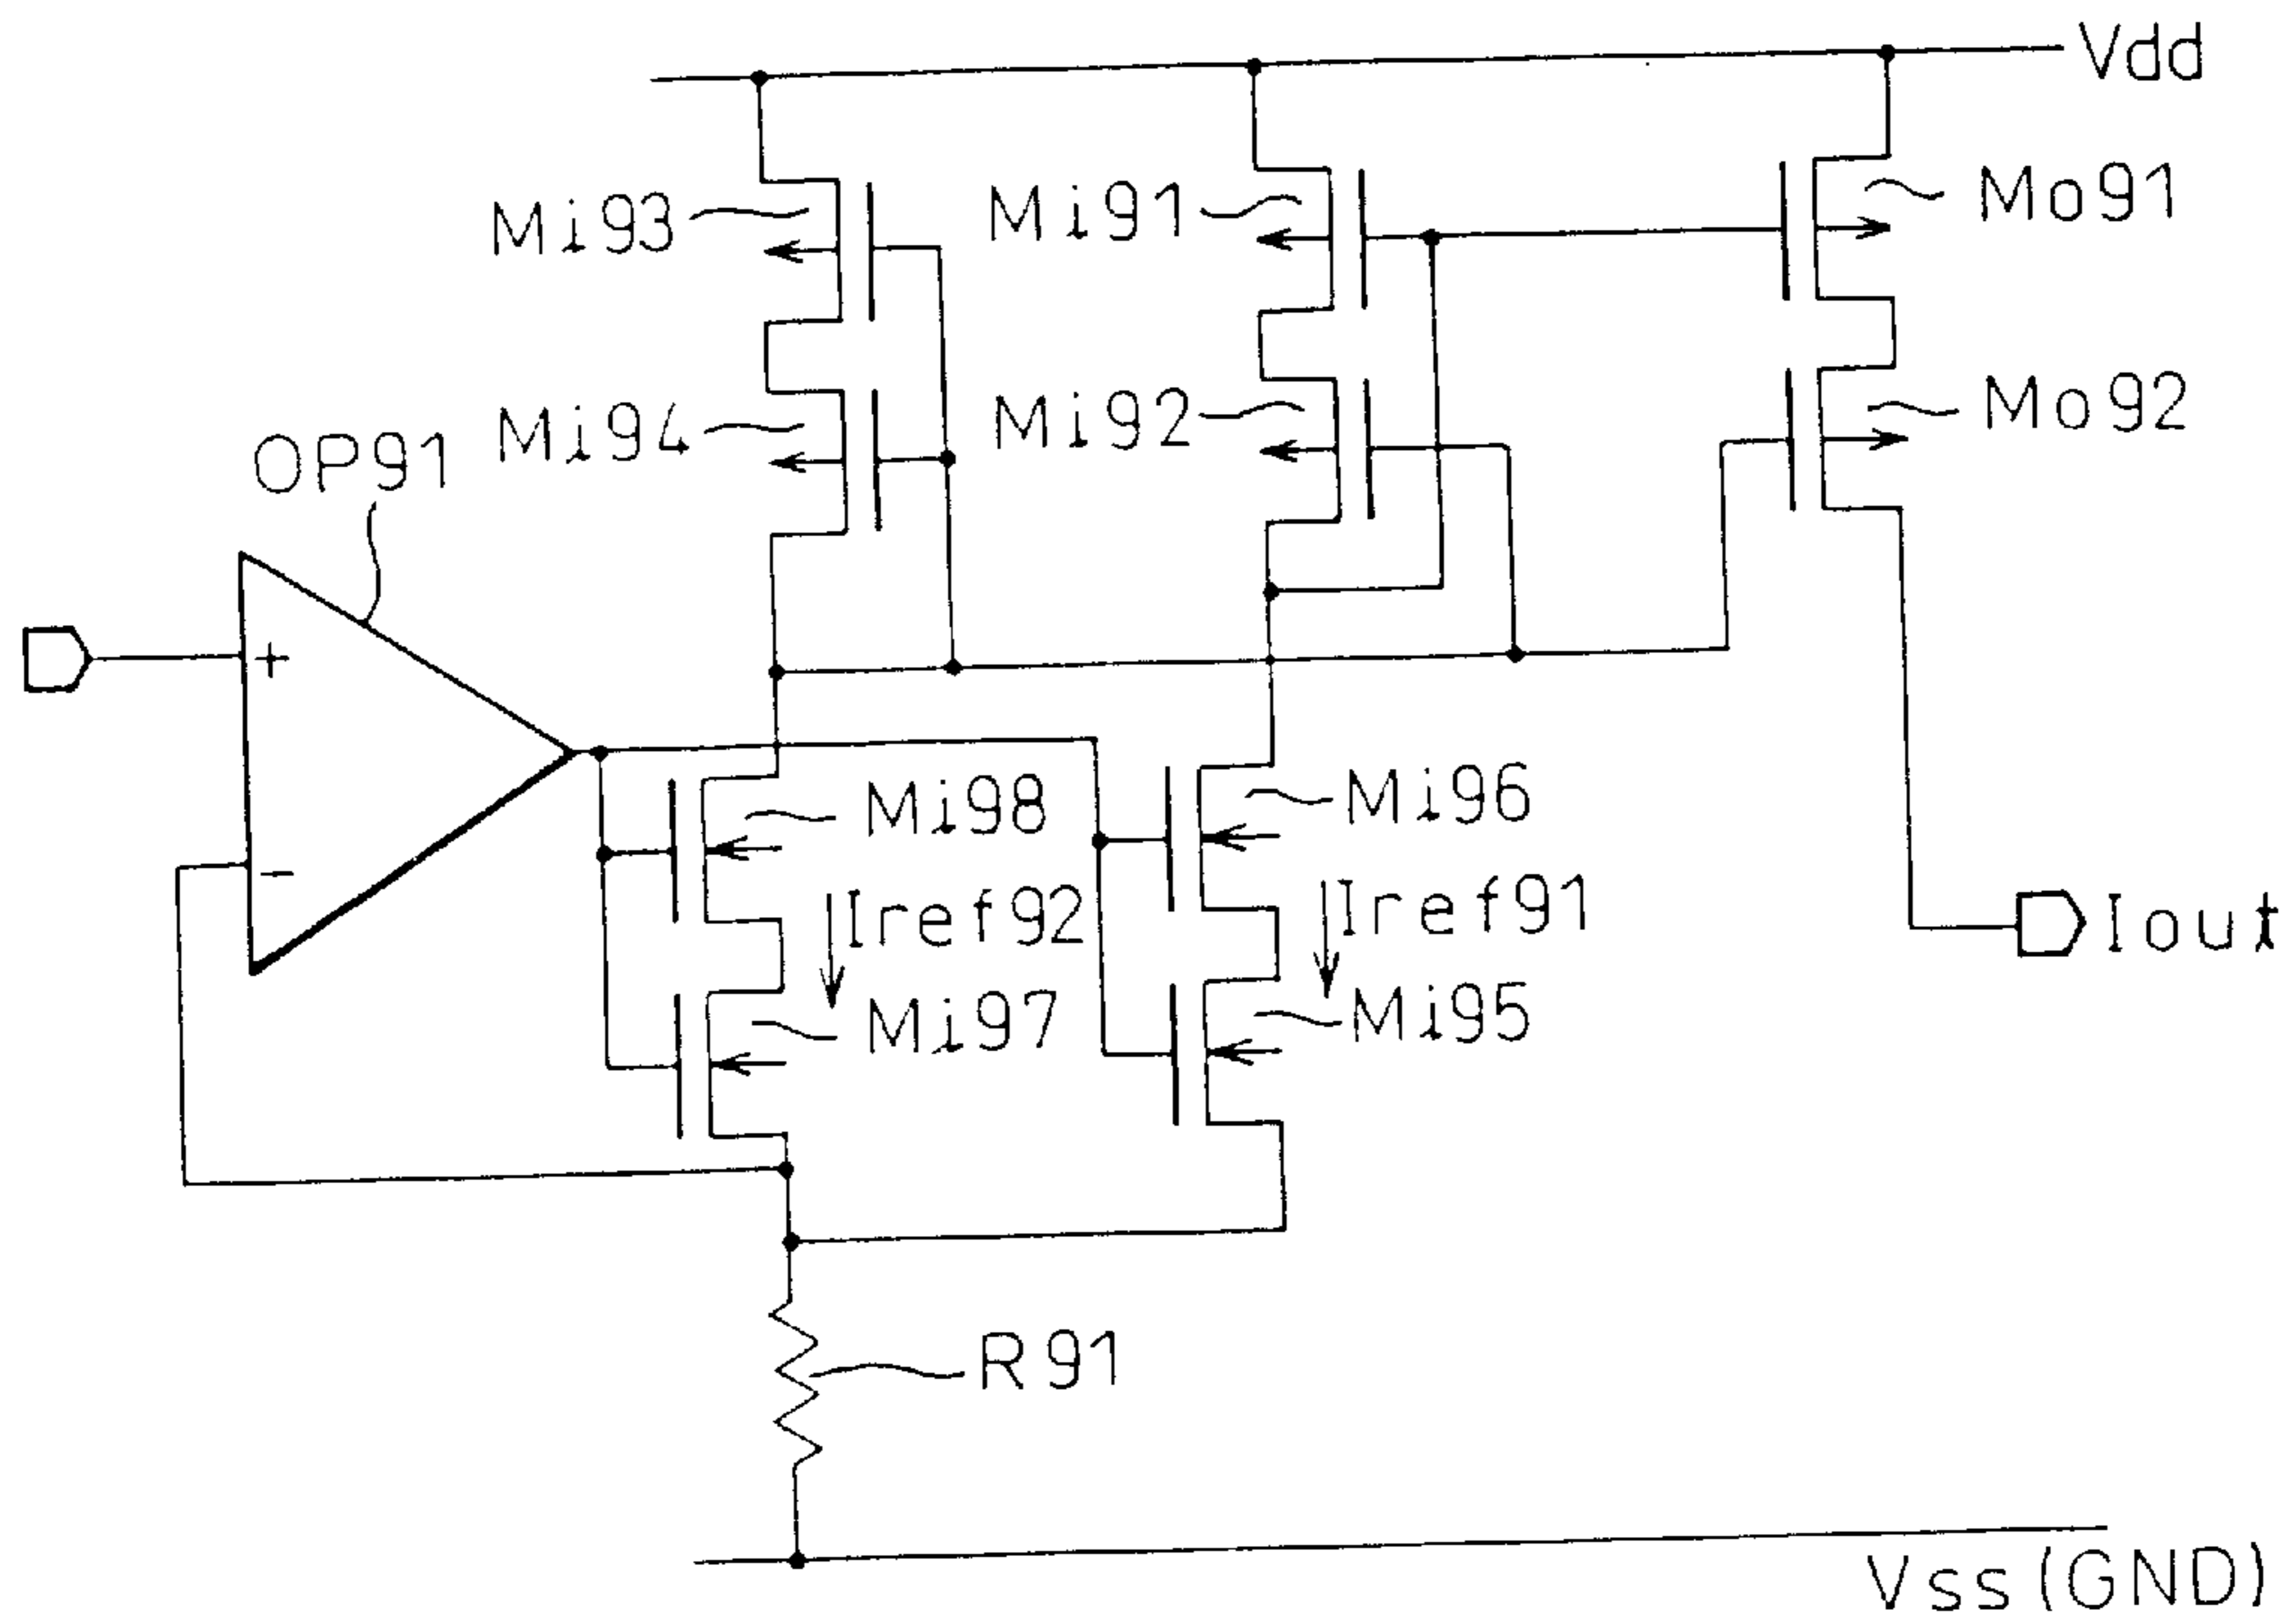 Vdd
Mi93
Mi91
Mo91
Mi94
Mi92
Mo92
OP91
+
−
Mi98
Mi96
Iref92
Iref91
Iout
Mi97
Mi95
R91
Vss(GND)